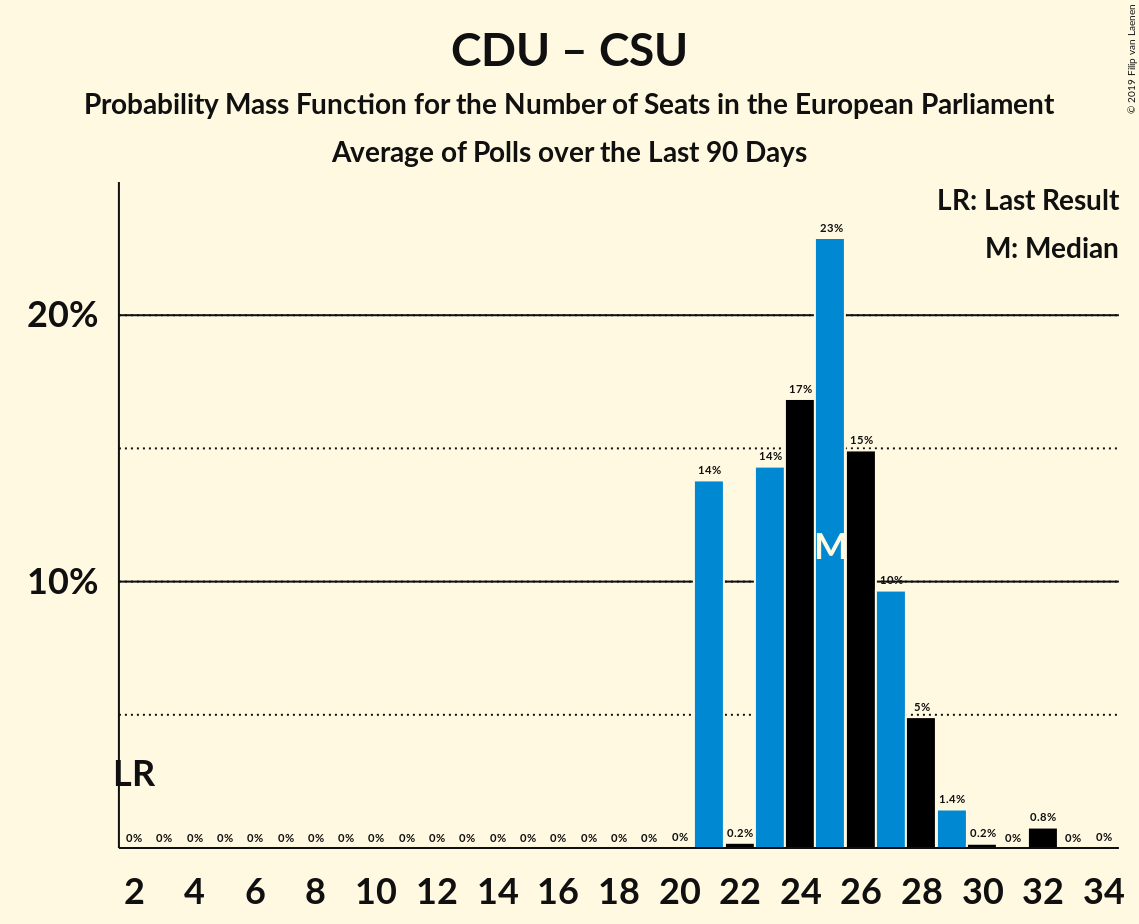 CDU – CSU
Probability Mass Function for the Number of Seats in the European Parliament
Average of Polls over the Last 90 Days
© 2019 Filip van Laenen
LR: Last Result
M: Median
23%
20%
17%
15%
14%
14%
M
10%
10%
5%
LR
1.4%
0.8%
0% 0% 0% 0% 0% 0% 0% 0% 0% 0% 0% 0% 0% 0% 0% 0% 0% 0% 0% 0.2% 0.2% 0% 0% 0%
2 4 6 8 10 12 14 16 18 20 22 24 26 28 30 32 34